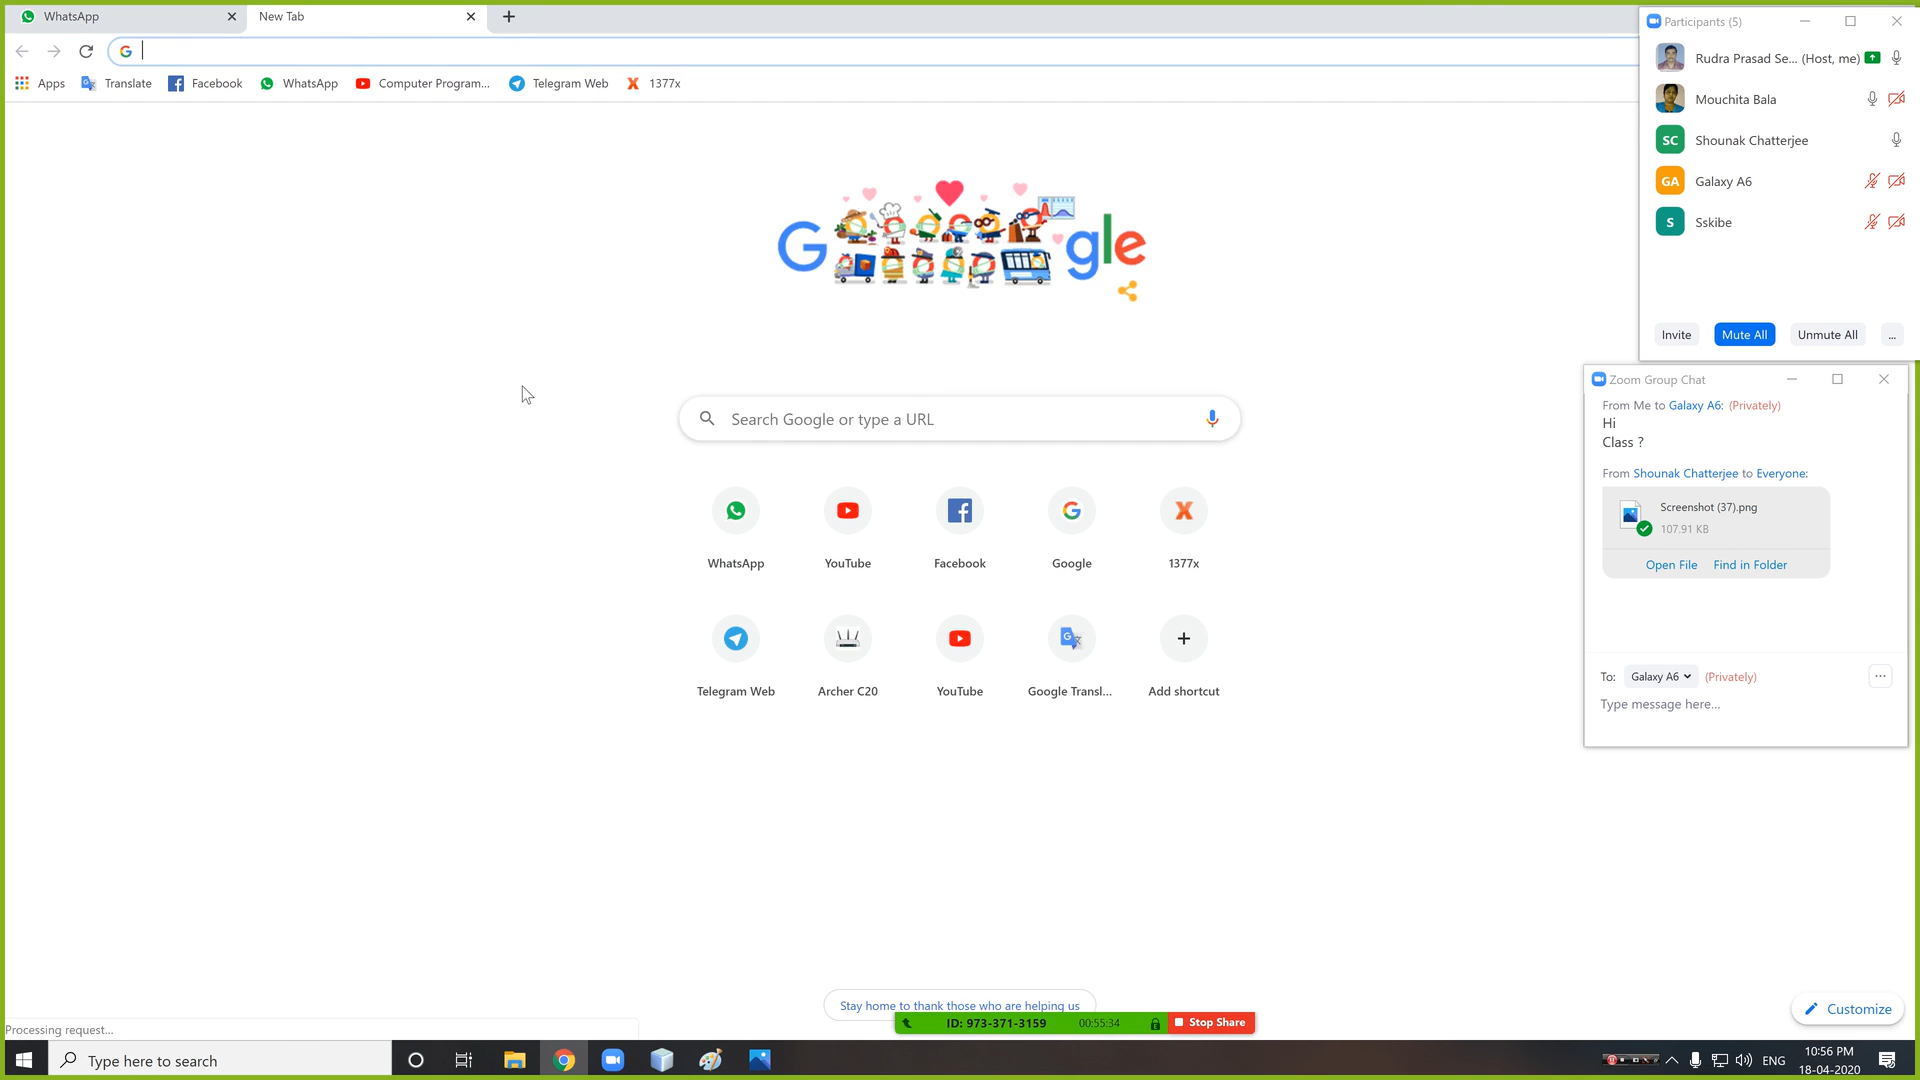 WhatsApp
New Tab
Apps
Translate
Facebook
WhatsApp
Computer Program...
Telegram Web
1377x
G gle
Search Google or type a URL
WhatsApp
YouTube
Facebook
Google
1377x
Telegram Web
Archer C20
YouTube
Google Transl...
Add shortcut
Stay home to thank those who are helping us
Customize
Processing request...
ID: 973-371-3159
00:55:34
Stop Share
Participants (5)
Rudra Prasad Se... (Host, me)
Mouchita Bala
SC Shounak Chatterjee
GA Galaxy A6
S Sskibe
Invite
Mute All
Unmute All
...
Zoom Group Chat
From Me to Galaxy A6: (Privately)
Hi
Class ?
From Shounak Chatterjee to Everyone:
Screenshot (37).png
107.91 KB
Open File Find in Folder
To: Galaxy A6 (Privately)
Type message here...
Type here to search
ENG
10:56 PM
18-04-2020